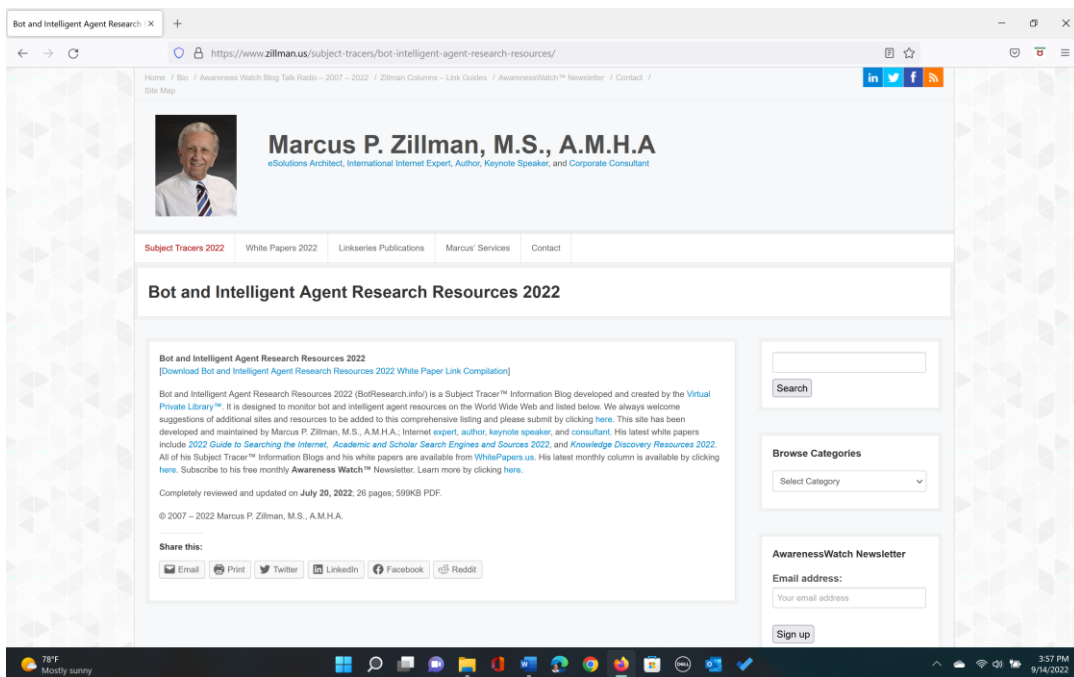 Bot and Intelligent Agent Research
https://www.zillman.us/subject-tracers/bot-intelligent-agent-research-resources/
Home / Bio / Awareness Watch Blog Talk Radio – 2007 – 2022 / Zillman Columns – Link Guides / AwarenessWatch™ Newsletter / Contact /
Site Map
Marcus P. Zillman, M.S., A.M.H.A
eSolutions Architect, International Internet Expert, Author, Keynote Speaker, and Corporate Consultant
Subject Tracers 2022 White Papers 2022 Linkseries Publications Marcus' Services Contact
Bot and Intelligent Agent Research Resources 2022
Bot and Intelligent Agent Research Resources 2022
[Download Bot and Intelligent Agent Research Resources 2022 White Paper Link Compilation]
Bot and Intelligent Agent Research Resources 2022 (BotResearch.info/) is a Subject Tracer™ Information Blog developed and created by the Virtual
Private Library™. It is designed to monitor bot and intelligent agent resources on the World Wide Web and listed below. We always welcome
suggestions of additional sites and resources to be added to this comprehensive listing and please submit by clicking here. This site has been
developed and maintained by Marcus P. Zillman, M.S., A.M.H.A.; Internet expert, author, keynote speaker, and consultant. His latest white papers
include 2022 Guide to Searching the Internet, Academic and Scholar Search Engines and Sources 2022, and Knowledge Discovery Resources 2022.
All of his Subject Tracer™ Information Blogs and his white papers are available from WhitePapers.us. His latest monthly column is available by clicking
here. Subscribe to his free monthly Awareness Watch™ Newsletter. Learn more by clicking here.
Completely reviewed and updated on July 20, 2022; 26 pages; 599KB PDF.
© 2007 – 2022 Marcus P. Zillman, M.S., A.M.H.A.
Share this:
Email Print Twitter LinkedIn Facebook Reddit
Search
Browse Categories
Select Category
AwarenessWatch Newsletter
Email address:
Your email address
Sign up
78°F
Mostly sunny
DELL
3:57 PM
9/14/2022